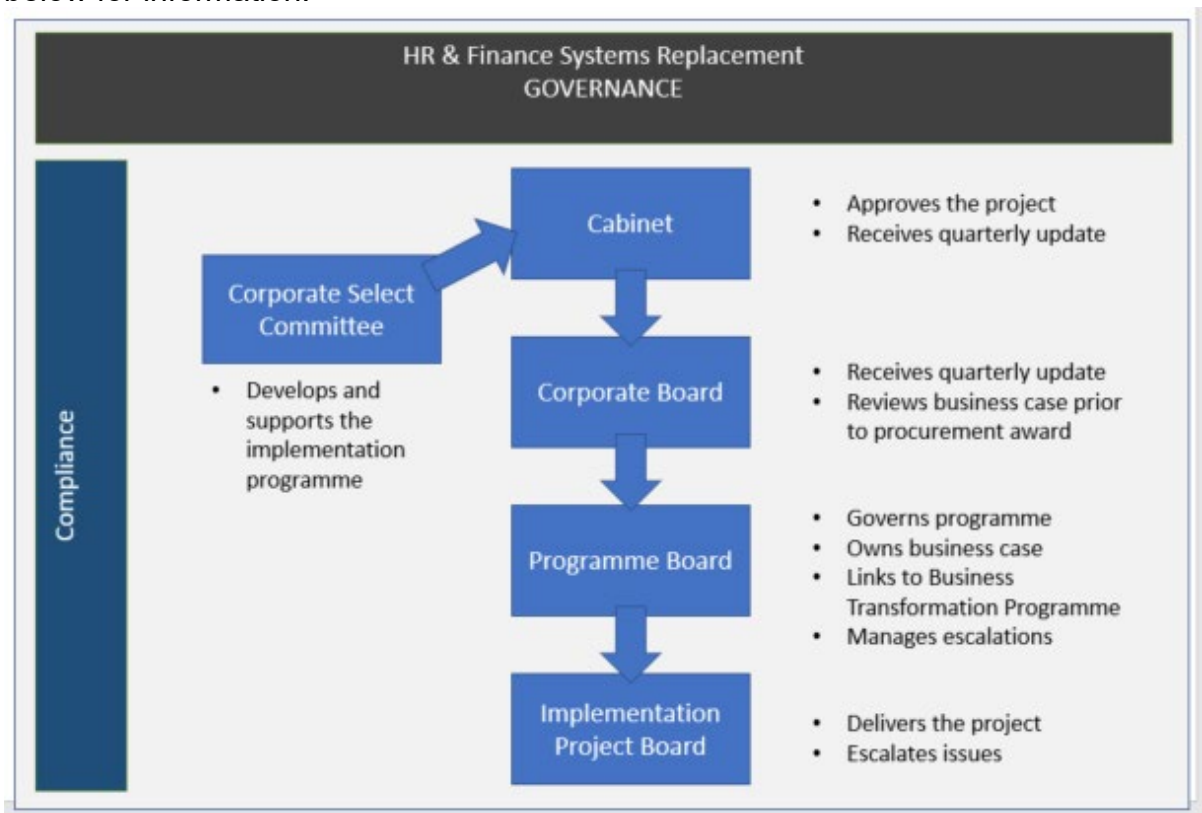 HR & Finance Systems Replacement
GOVERNANCE
Compliance
Corporate Select
Committee
• Develops and
supports the
implementation
programme
Cabinet
• Approves the project
• Receives quarterly update
Corporate Board
• Receives quarterly update
• Reviews business case prior
to procurement award
Programme Board
• Governs programme
• Owns business case
• Links to Business
Transformation Programme
• Manages escalations
Implementation
Project Board
• Delivers the project
• Escalates issues